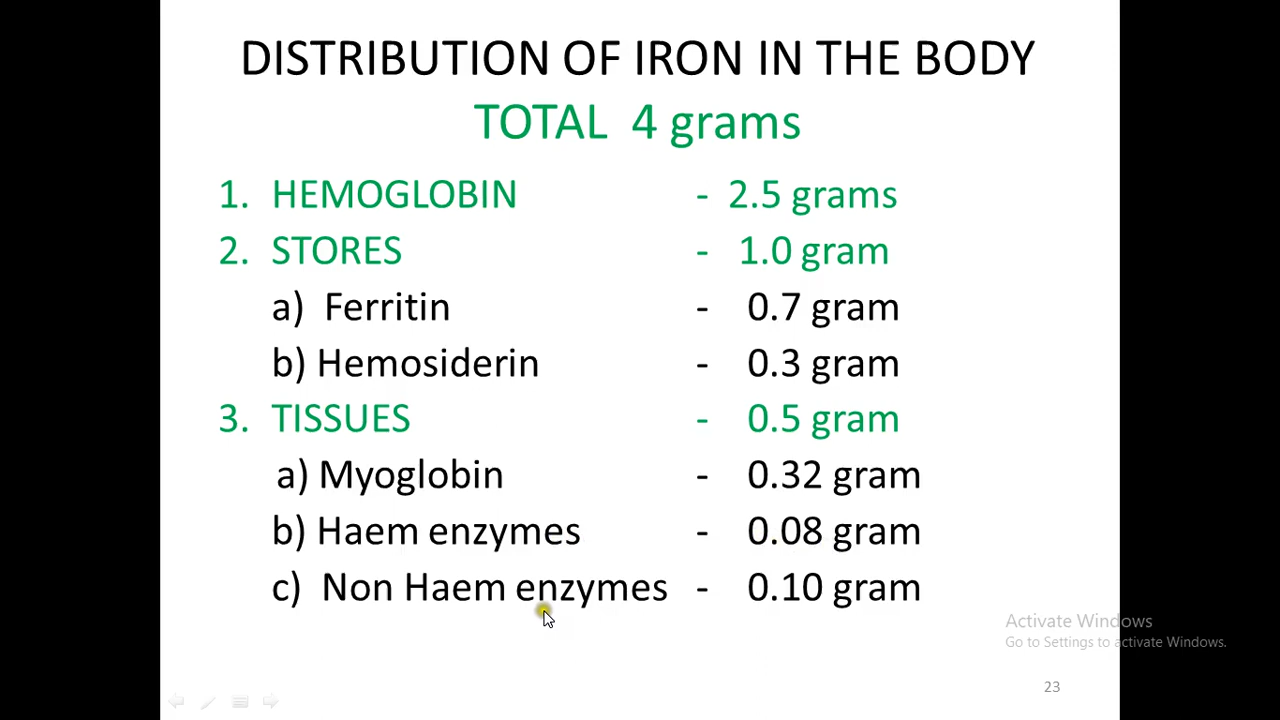 DISTRIBUTION OF IRON IN THE BODY
TOTAL 4 grams
1. HEMOGLOBIN - 2.5 grams
2. STORES - 1.0 gram
a) Ferritin - 0.7 gram
b) Hemosiderin - 0.3 gram
3. TISSUES - 0.5 gram
a) Myoglobin - 0.32 gram
b) Haem enzymes - 0.08 gram
c) Non Haem enzymes - 0.10 gram
Activate Windows
Go to Settings to activate Windows.
23